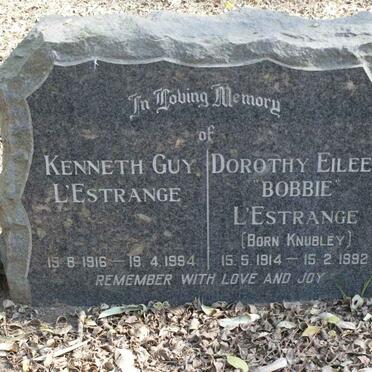 In Loving Memory
of
KENNETH GUY
L'ESTRANGE
15.8.1916 — 19.4.1994
DOROTHY EILEE
"BOBBIE"
L'ESTRANGE
(BORN KNUBLEY)
15.5.1914 — 15.2.1992
REMEMBER WITH LOVE AND JOY